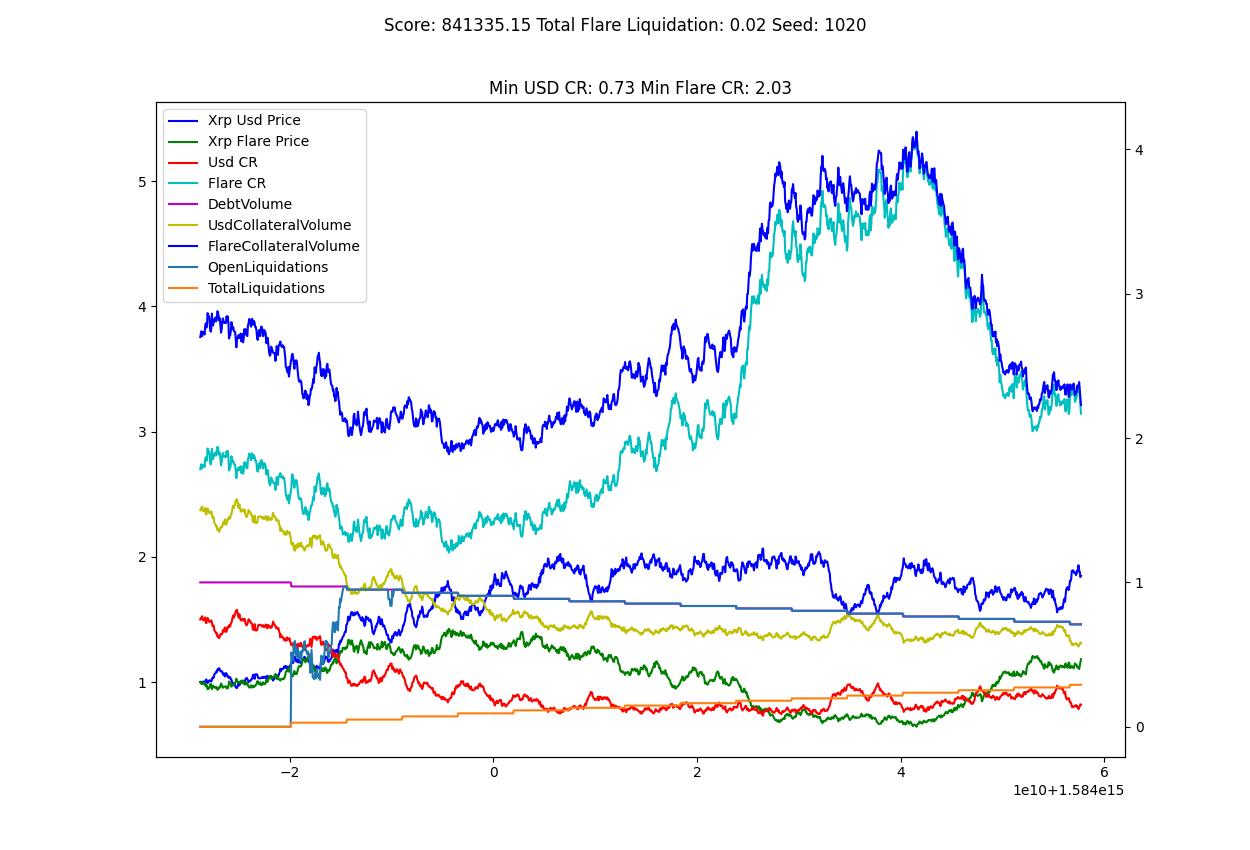 Score: 841335.15 Total Flare Liquidation: 0.02 Seed: 1020
Min USD CR: 0.73 Min Flare CR: 2.03
Xrp Usd Price
Xrp Flare Price
Usd CR
Flare CR
DebtVolume
UsdCollateralVolume
FlareCollateralVolume
OpenLiquidations
TotalLiquidations
5
4
3
2
1
4
3
2
1
0
−2
0
2
4
6
1e10+1.584e15